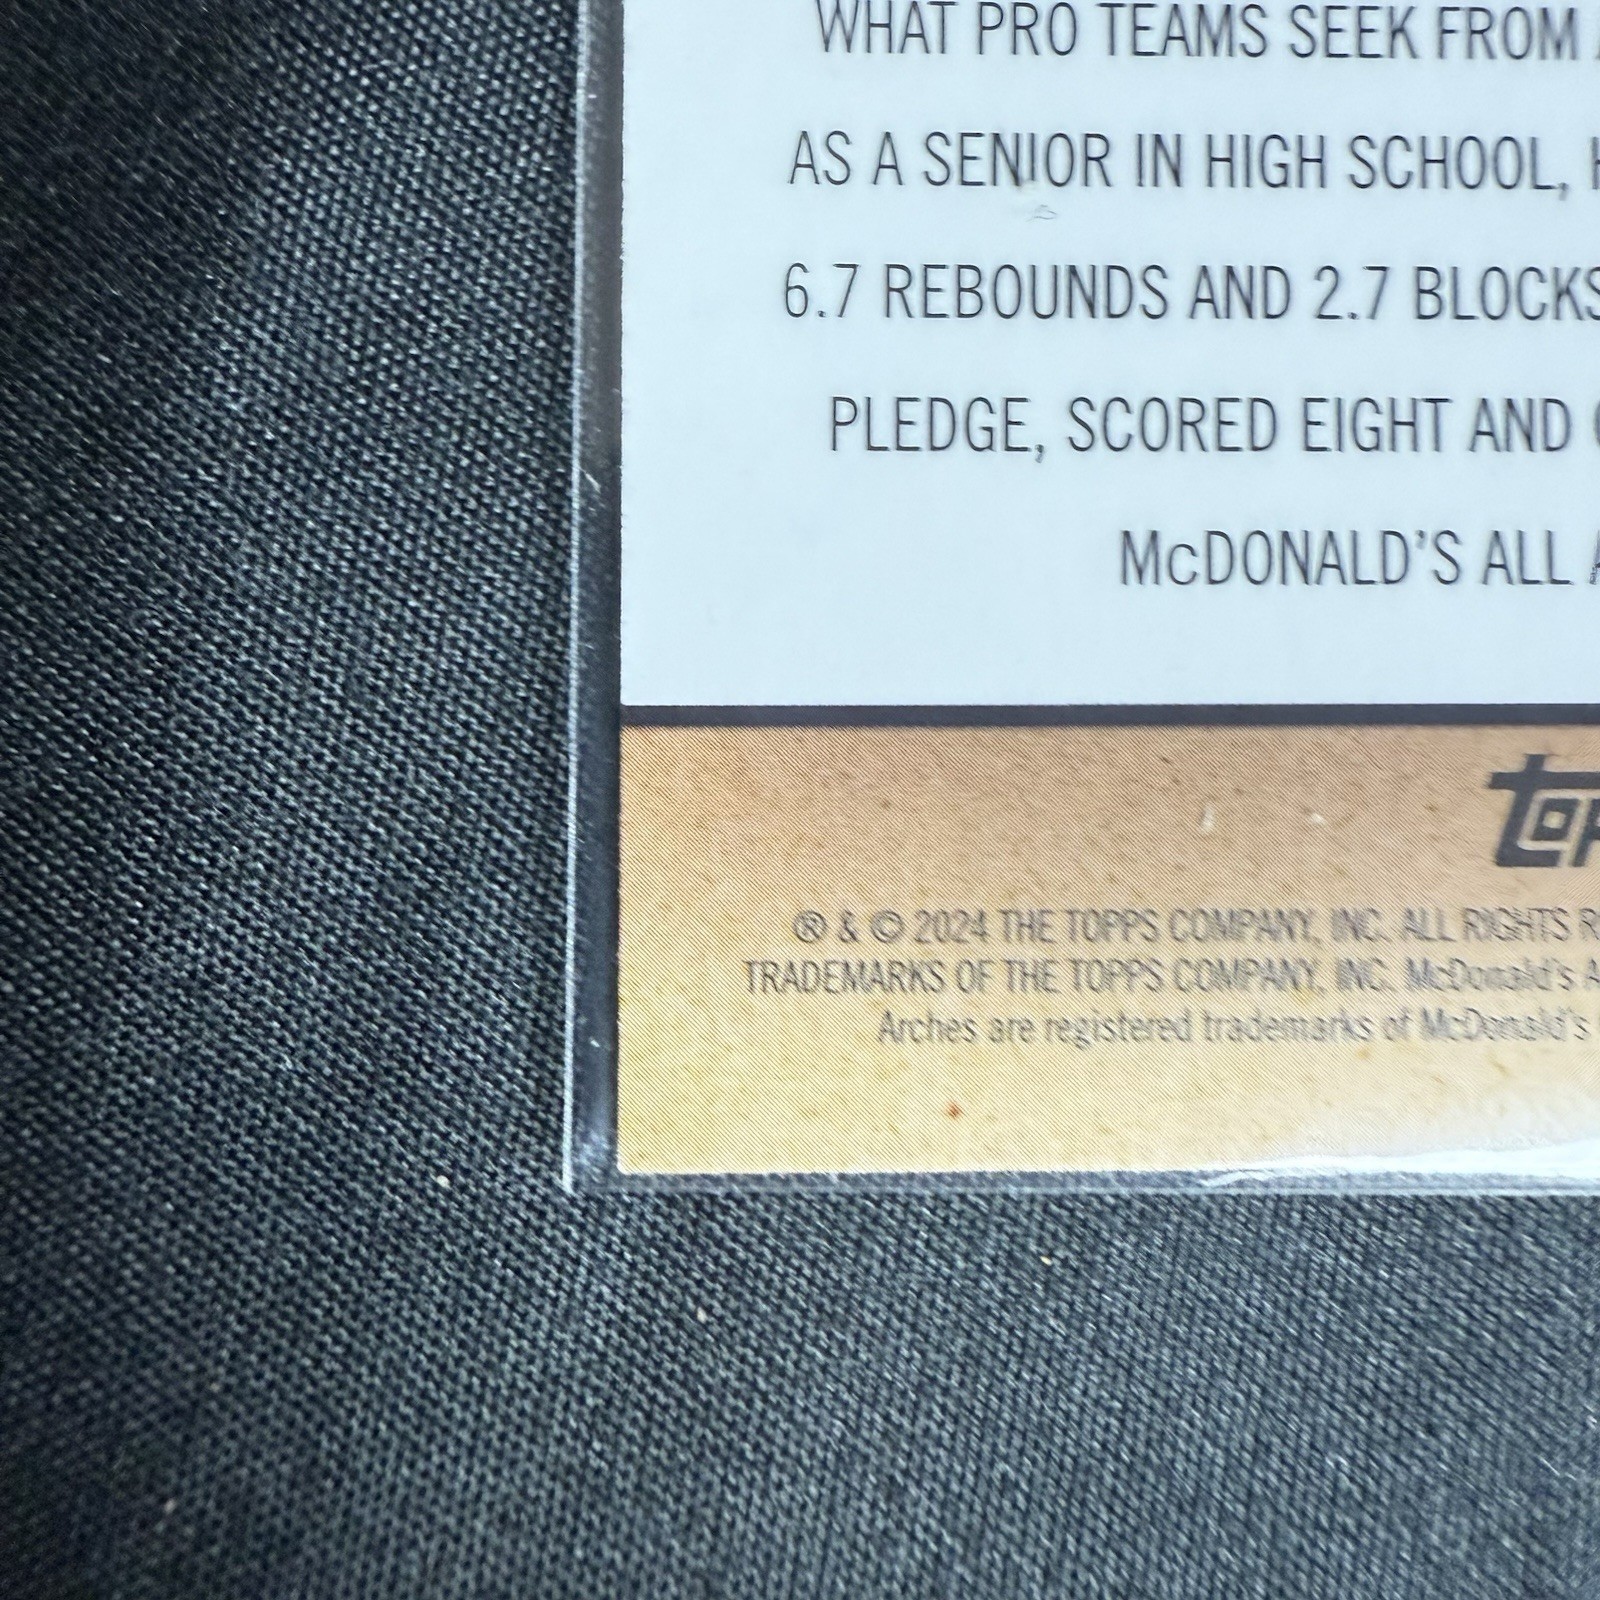 WHAT PRO TEAMS SEEK FROM
AS A SENIOR IN HIGH SCHOOL,
6.7 REBOUNDS AND 2.7 BLOCKS
PLEDGE, SCORED EIGHT AND
McDONALD'S ALL
® & © 2024 THE TOPPS COMPANY, INC. ALL RIGHTS
TRADEMARKS OF THE TOPPS COMPANY, INC. McDonald's
Arches are registered trademarks of McDonald's